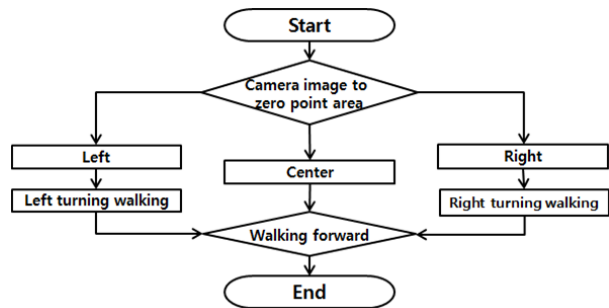 Start
Camera image to
zero point area
Left
Center
Right
Left turning walking
Right turning walking
Walking forward
End